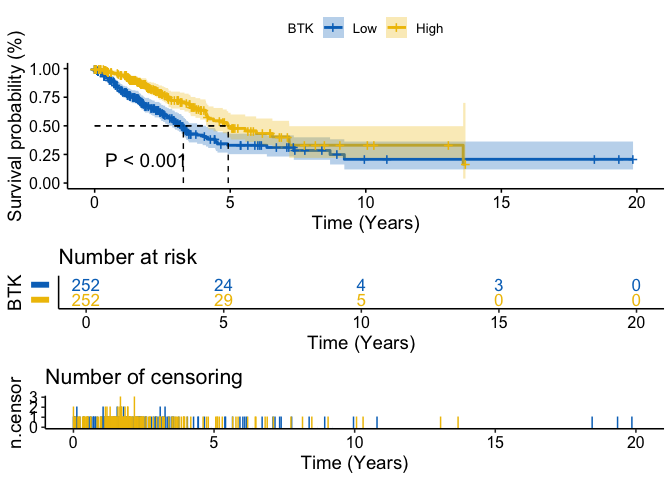 BTK Low High
Survival probability (%)
1.00
0.75
0.50
0.25
0.00
P < 0.001
0 5 10 15 20
Time (Years)
Number at risk
BTK
252 24 4 3 0
252 29 5 0 0
0 5 10 15 20
Time (Years)
Number of censoring
n.censor
3
2
1
0
0 5 10 15 20
Time (Years)